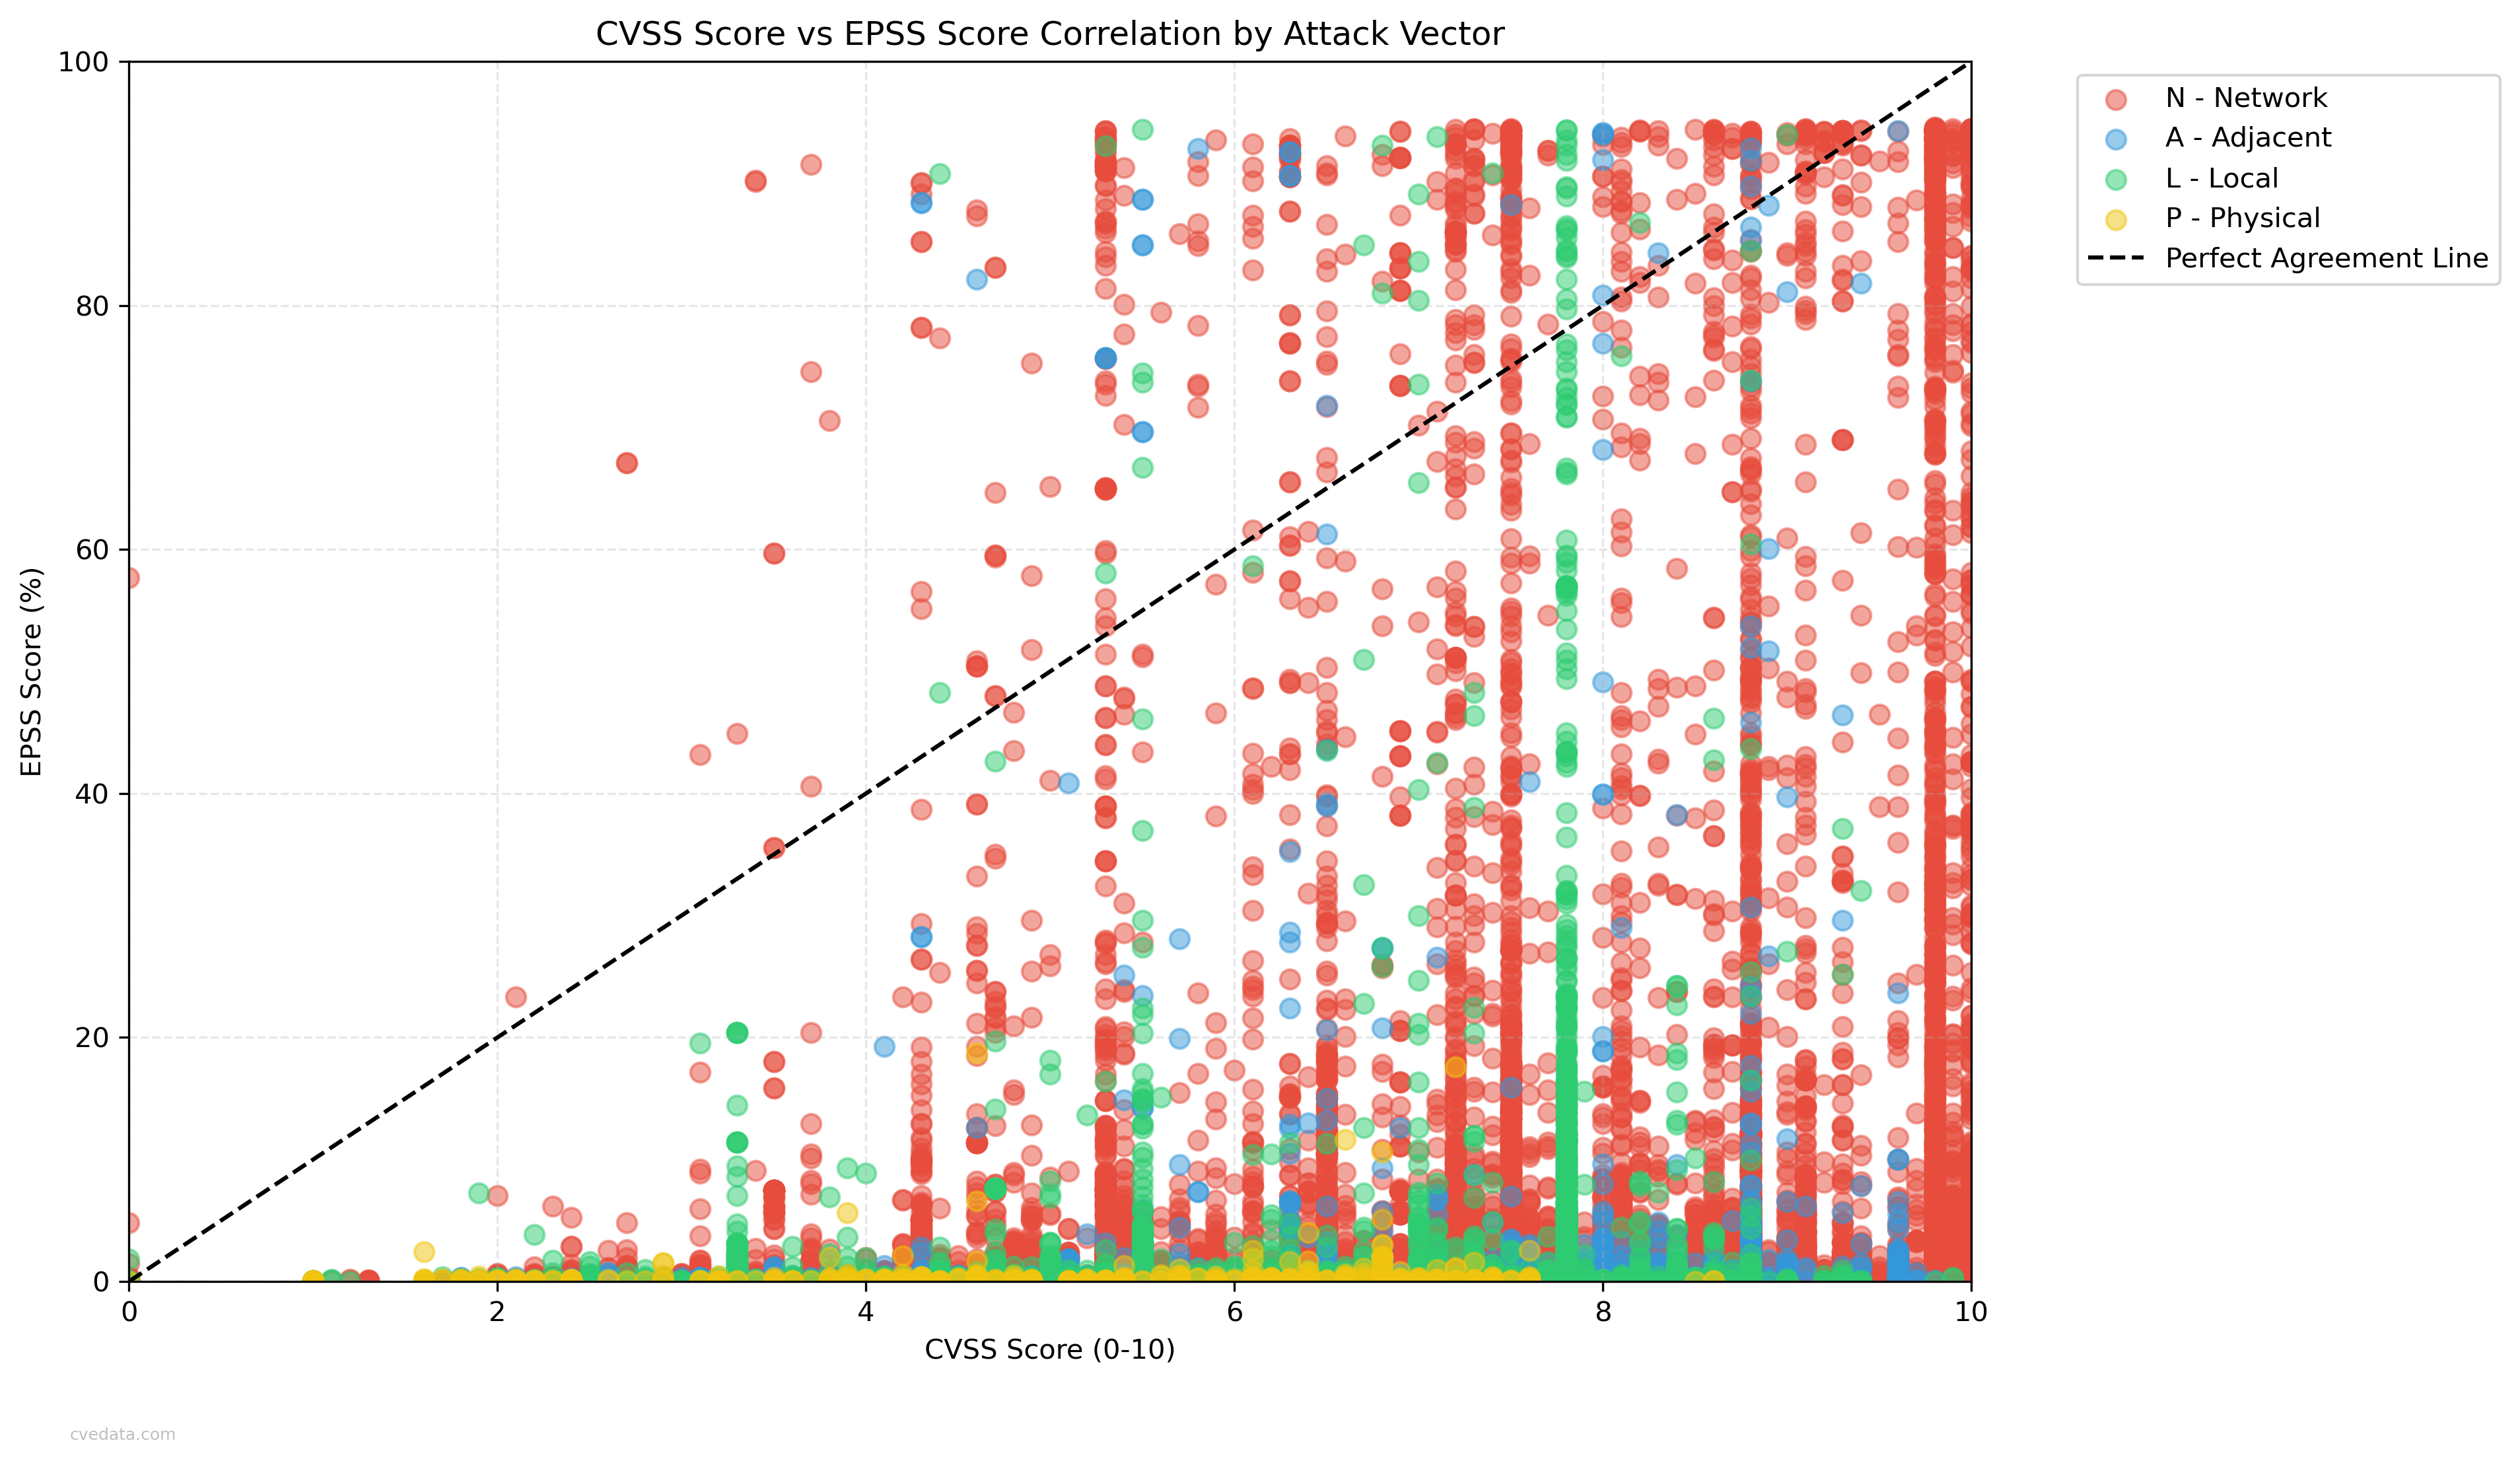 CVSS Score vs EPSS Score Correlation by Attack Vector
100
80
60
40
20
0
EPSS Score (%)
0 2 4 6 8 10
CVSS Score (0-10)
N - Network
A - Adjacent
L - Local
P - Physical
Perfect Agreement Line
cvedata.com